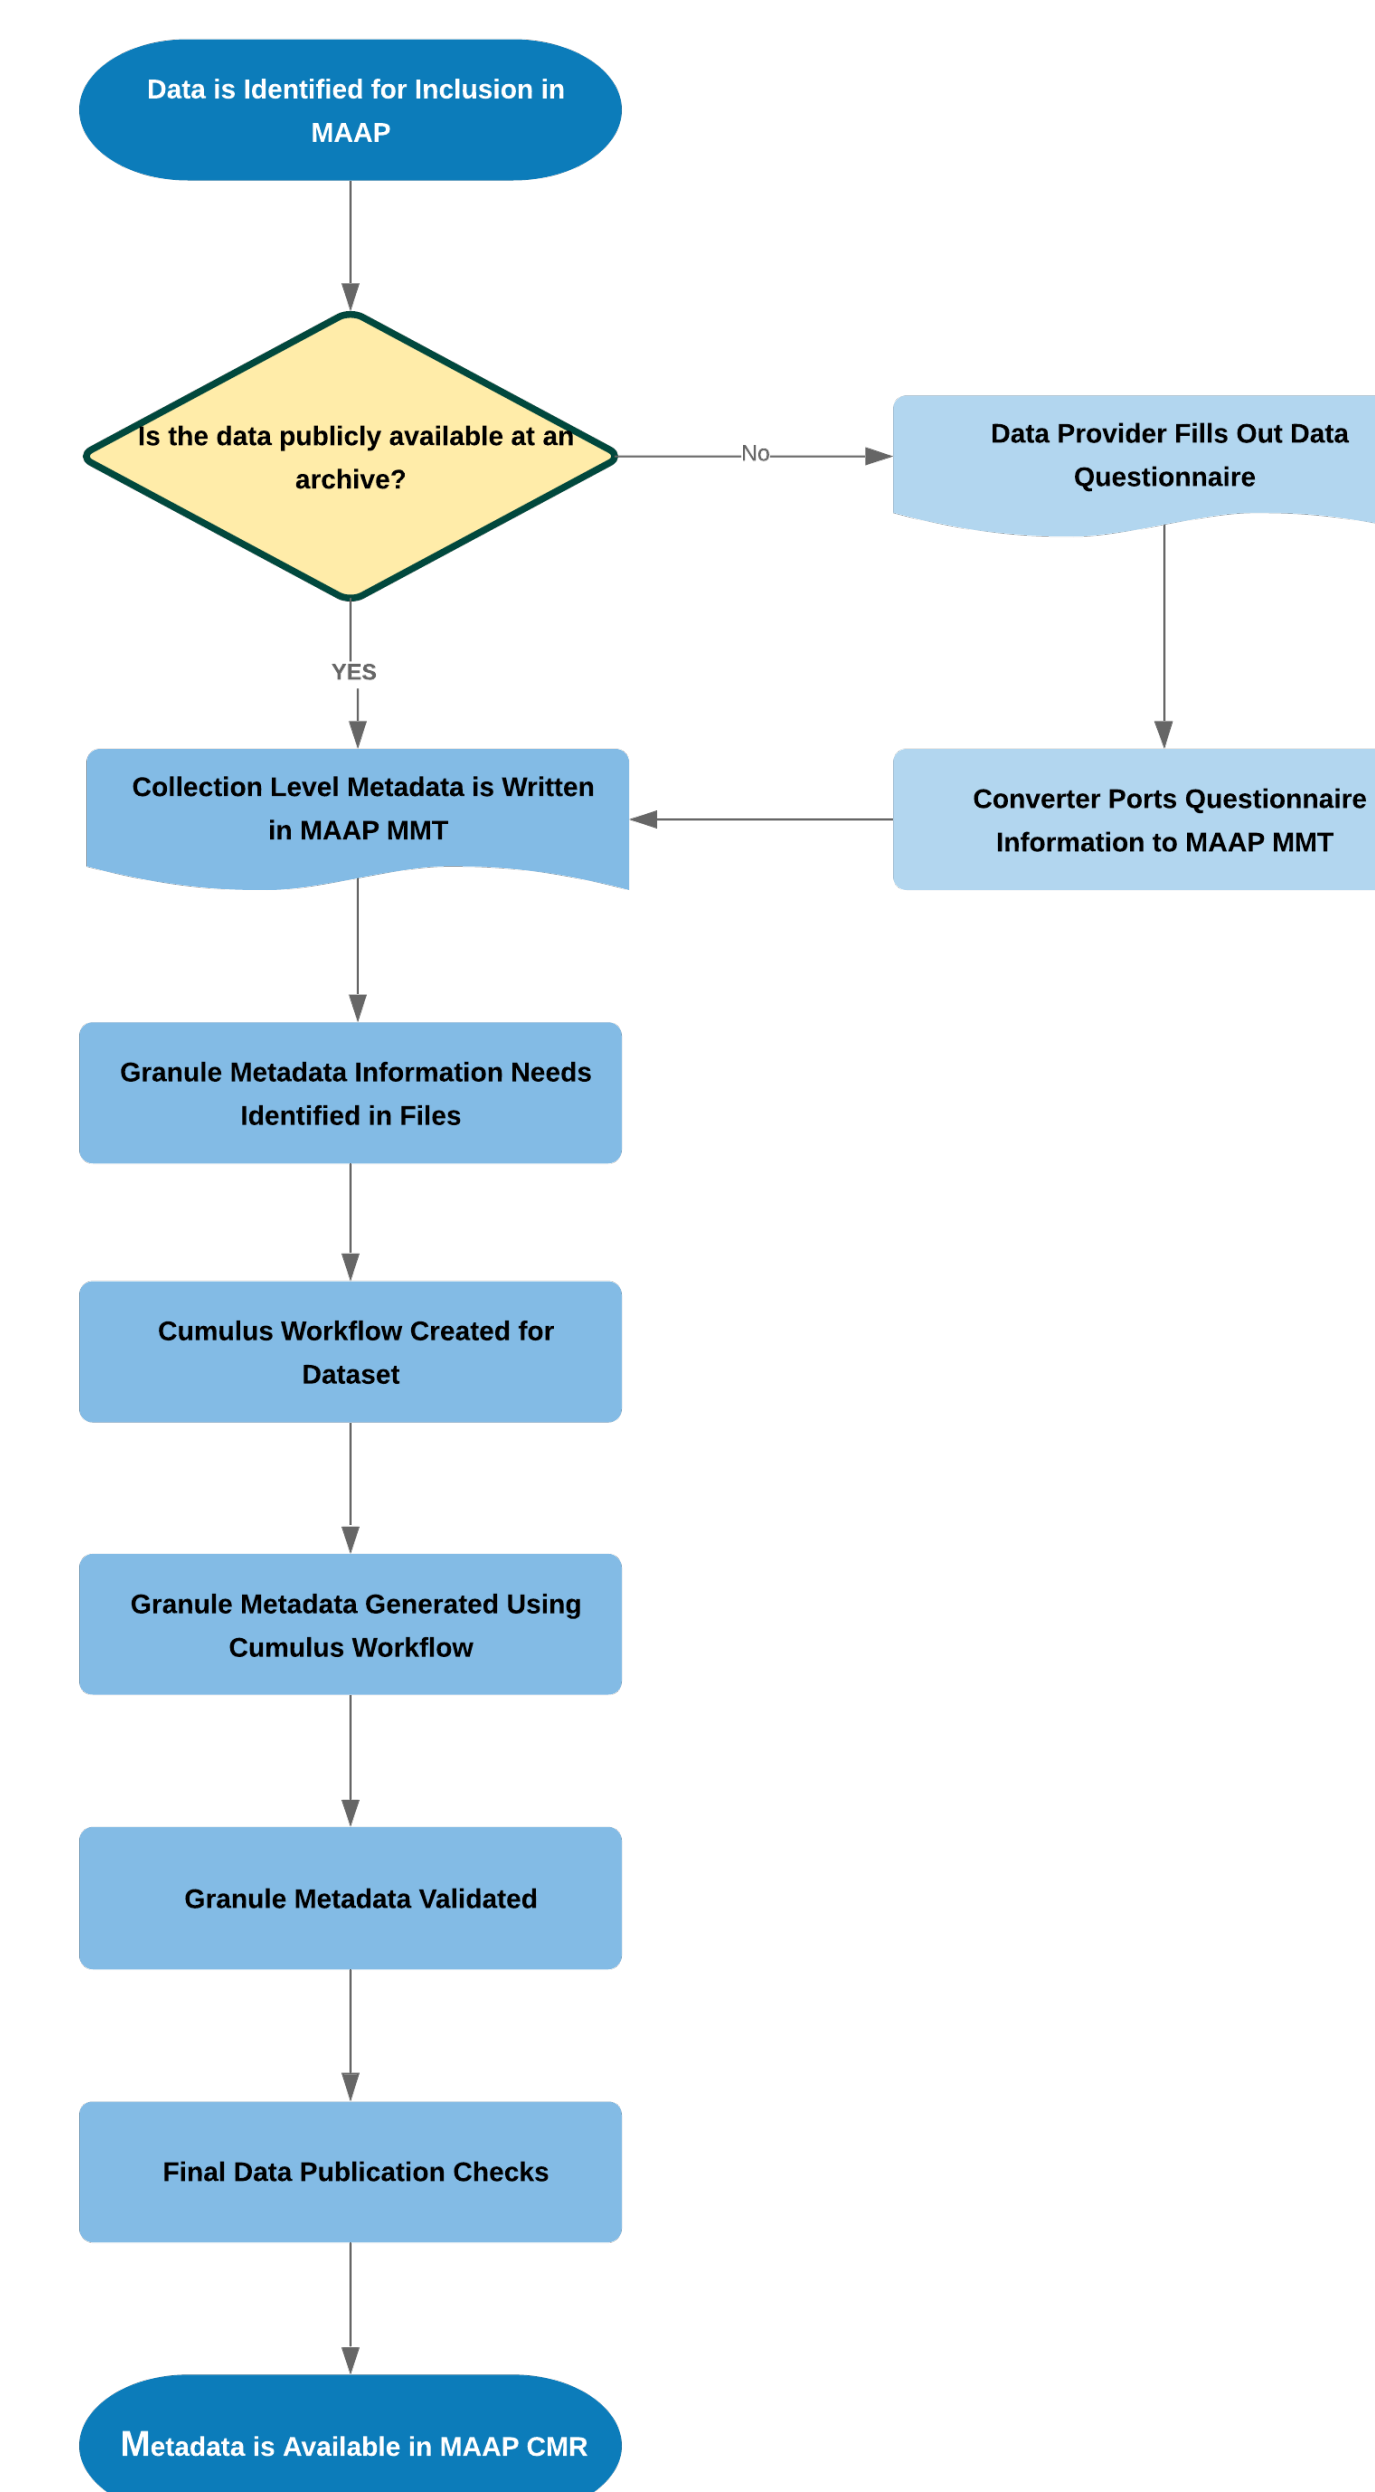 Data is Identified for Inclusion in
MAAP
Is the data publicly available at an
archive?
No
Data Provider Fills Out Data
Questionnaire
YES
Collection Level Metadata is Written
in MAAP MMT
Converter Ports Questionnaire
Information to MAAP MMT
Granule Metadata Information Needs
Identified in Files
Cumulus Workflow Created for
Dataset
Granule Metadata Generated Using
Cumulus Workflow
Granule Metadata Validated
Final Data Publication Checks
Metadata is Available in MAAP CMR